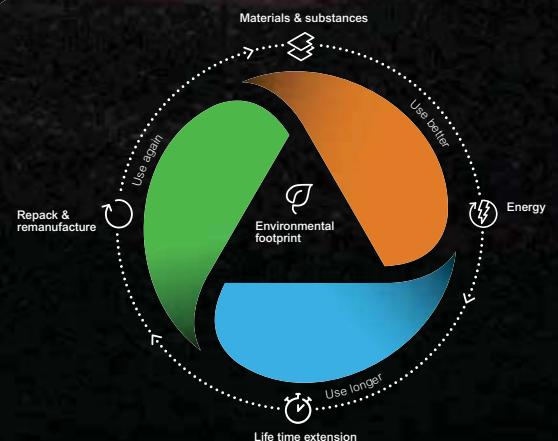 Materials & substances
Use better
Use again
Energy
Repack &
remanufacture
Environmental
footprint
Use longer
Life time extension